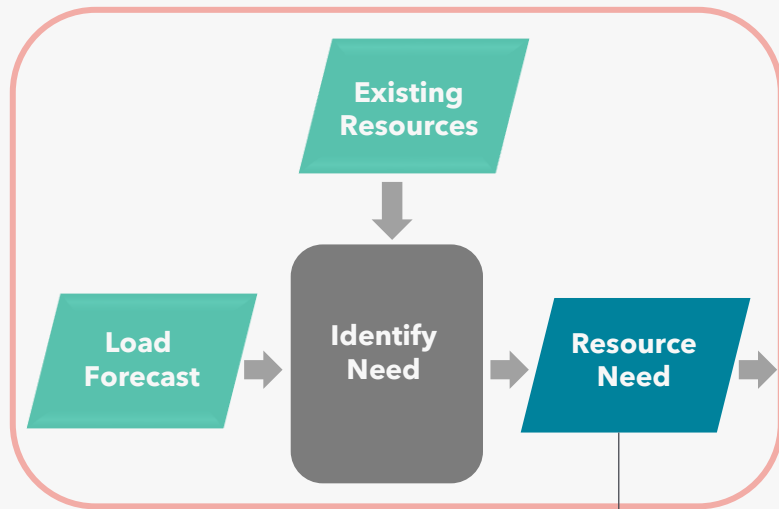 Existing
Resources
Load
Forecast
Identify
Need
Resource
Need